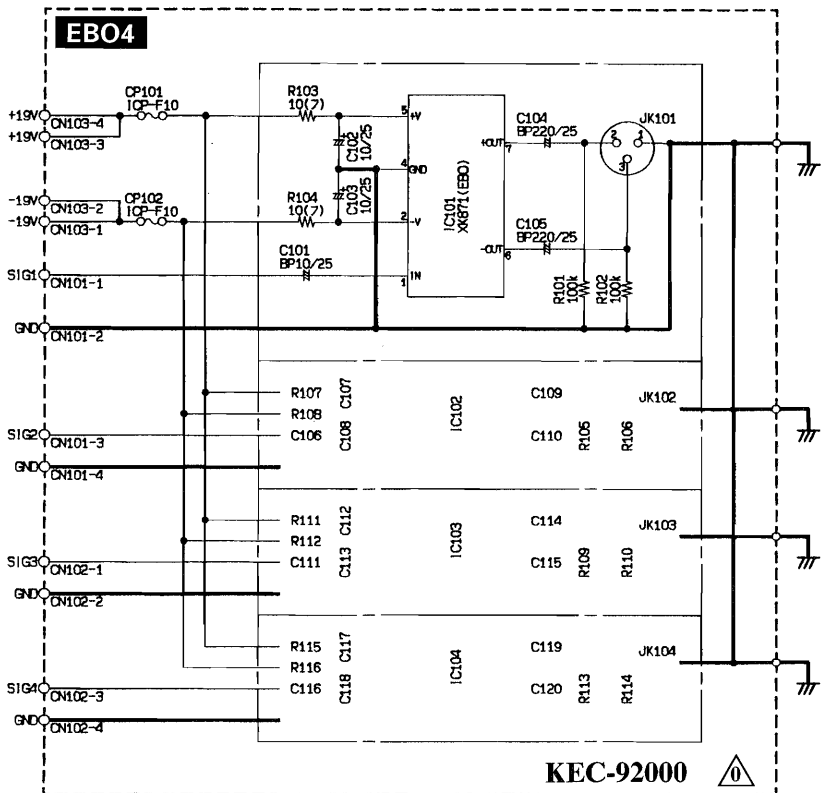 EBO4
CP101
ICP-F10
+19V
CN103-4
+19V
CN103-3
-19V
CN103-2
-19V
CN103-1
CP102
ICP-F10
SIG1
CN101-1
GND
CN101-2
R103
10(7)
C102
10/25
R104
10(7)
C103
10/25
C101
BP10/25
5
+V
4
GND
2
-V
1
IN
IC101
XK871(EBO)
+OUT
7
-OUT
6
C104
BP220/25
C105
BP220/25
2
1
3
JK101
R101
100k
R102
100k
R107
C107
R108
C106
C108
IC102
C109
C110
R105
R106
JK102
SIG2
CN101-3
GND
CN101-4
R111
C112
R112
C111
C113
IC103
C114
C115
R109
R110
JK103
SIG3
CN102-1
GND
CN102-2
R115
C117
R116
C116
C118
IC104
C119
C120
R113
R114
JK104
SIG4
CN102-3
GND
CN102-4
KEC-92000
0